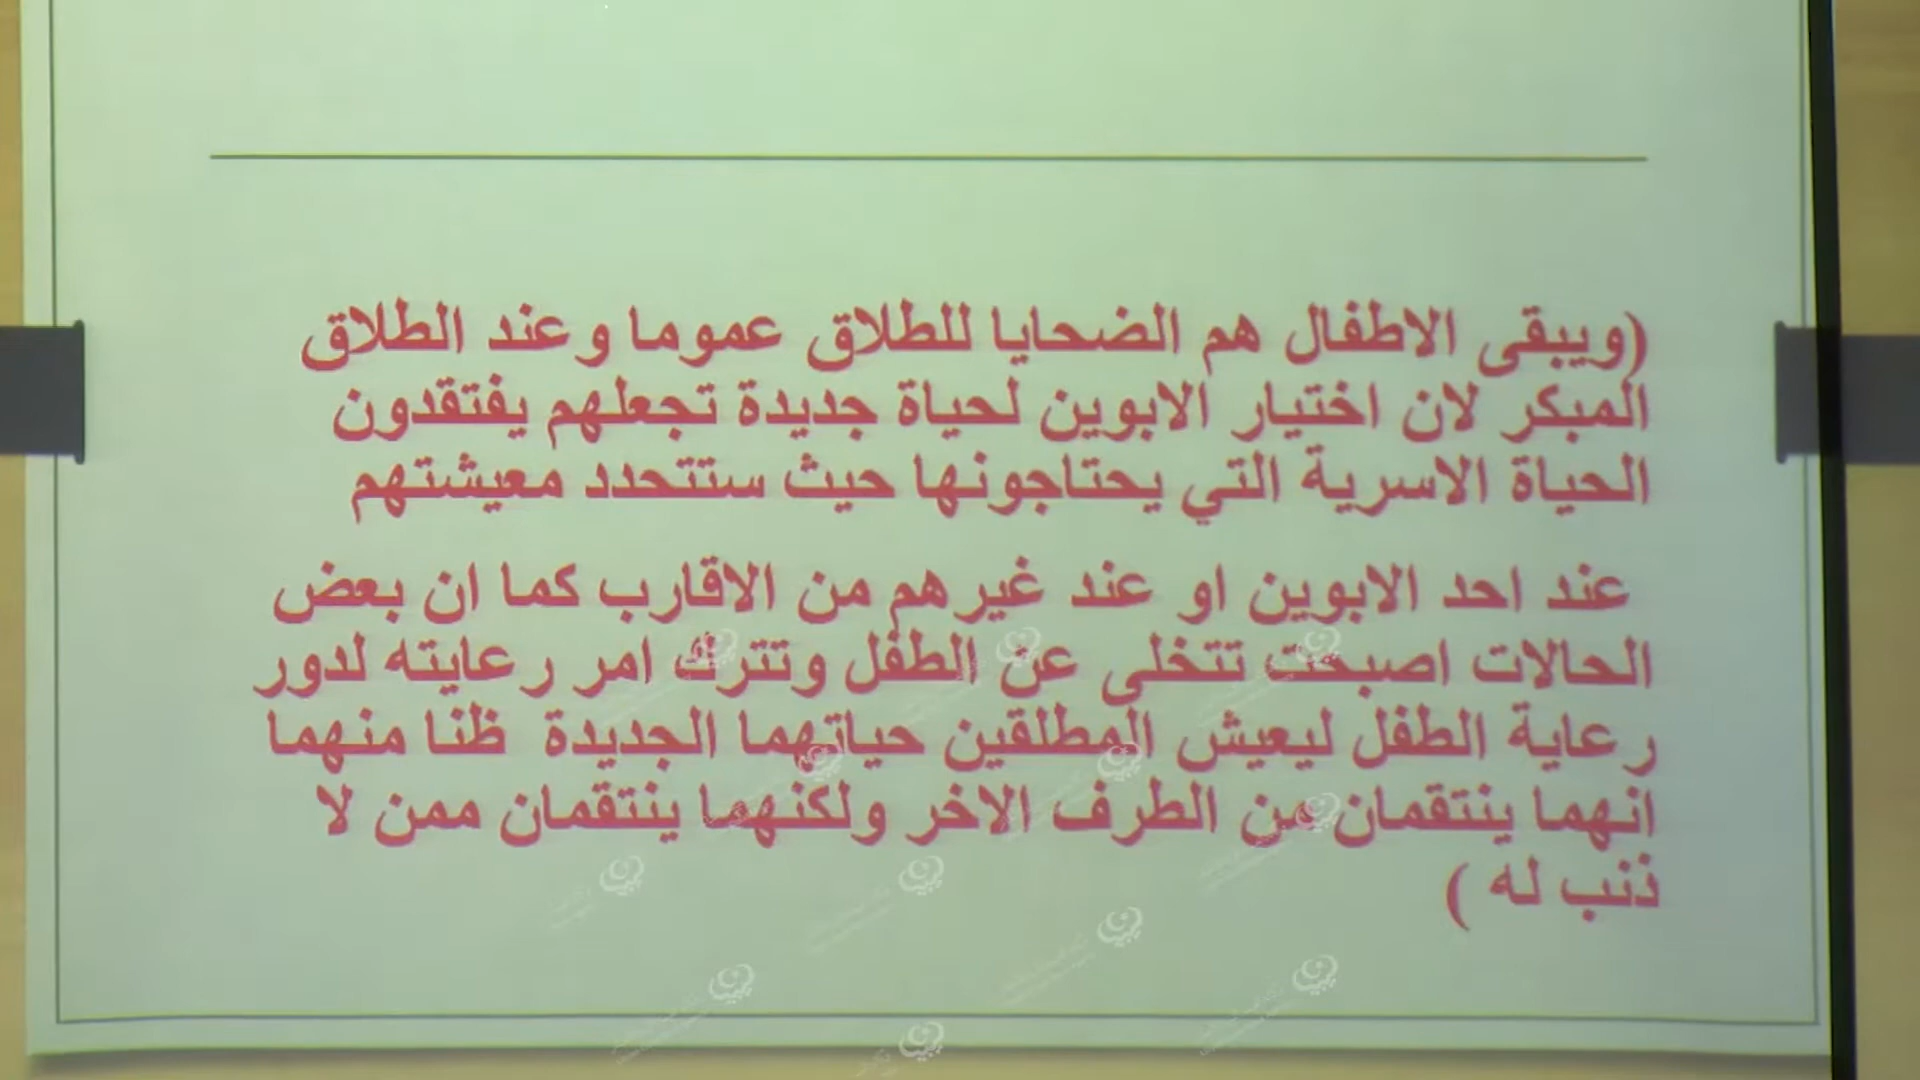 (ويبقى الاطفال هم الضحايا للطلاق عموما وعند الطلاق
المبكر لان اختيار الابوين لحياة جديدة تجعلهم يفتقدون
الحياة الاسرية التي يحتاجونها حيث ستتحدد معيشتهم
عند احد الابوين او عند غيرهم من الاقارب كما ان بعض
الحالات اصبحت تتخلى عن الطفل وتترك امر رعايته لدور
رعاية الطفل ليعيش المطلقين حياتهما الجديدة ظنا منهما
انهما ينتقمان من الطرف الاخر ولكنهما ينتقمان ممن لا
ذنب له )